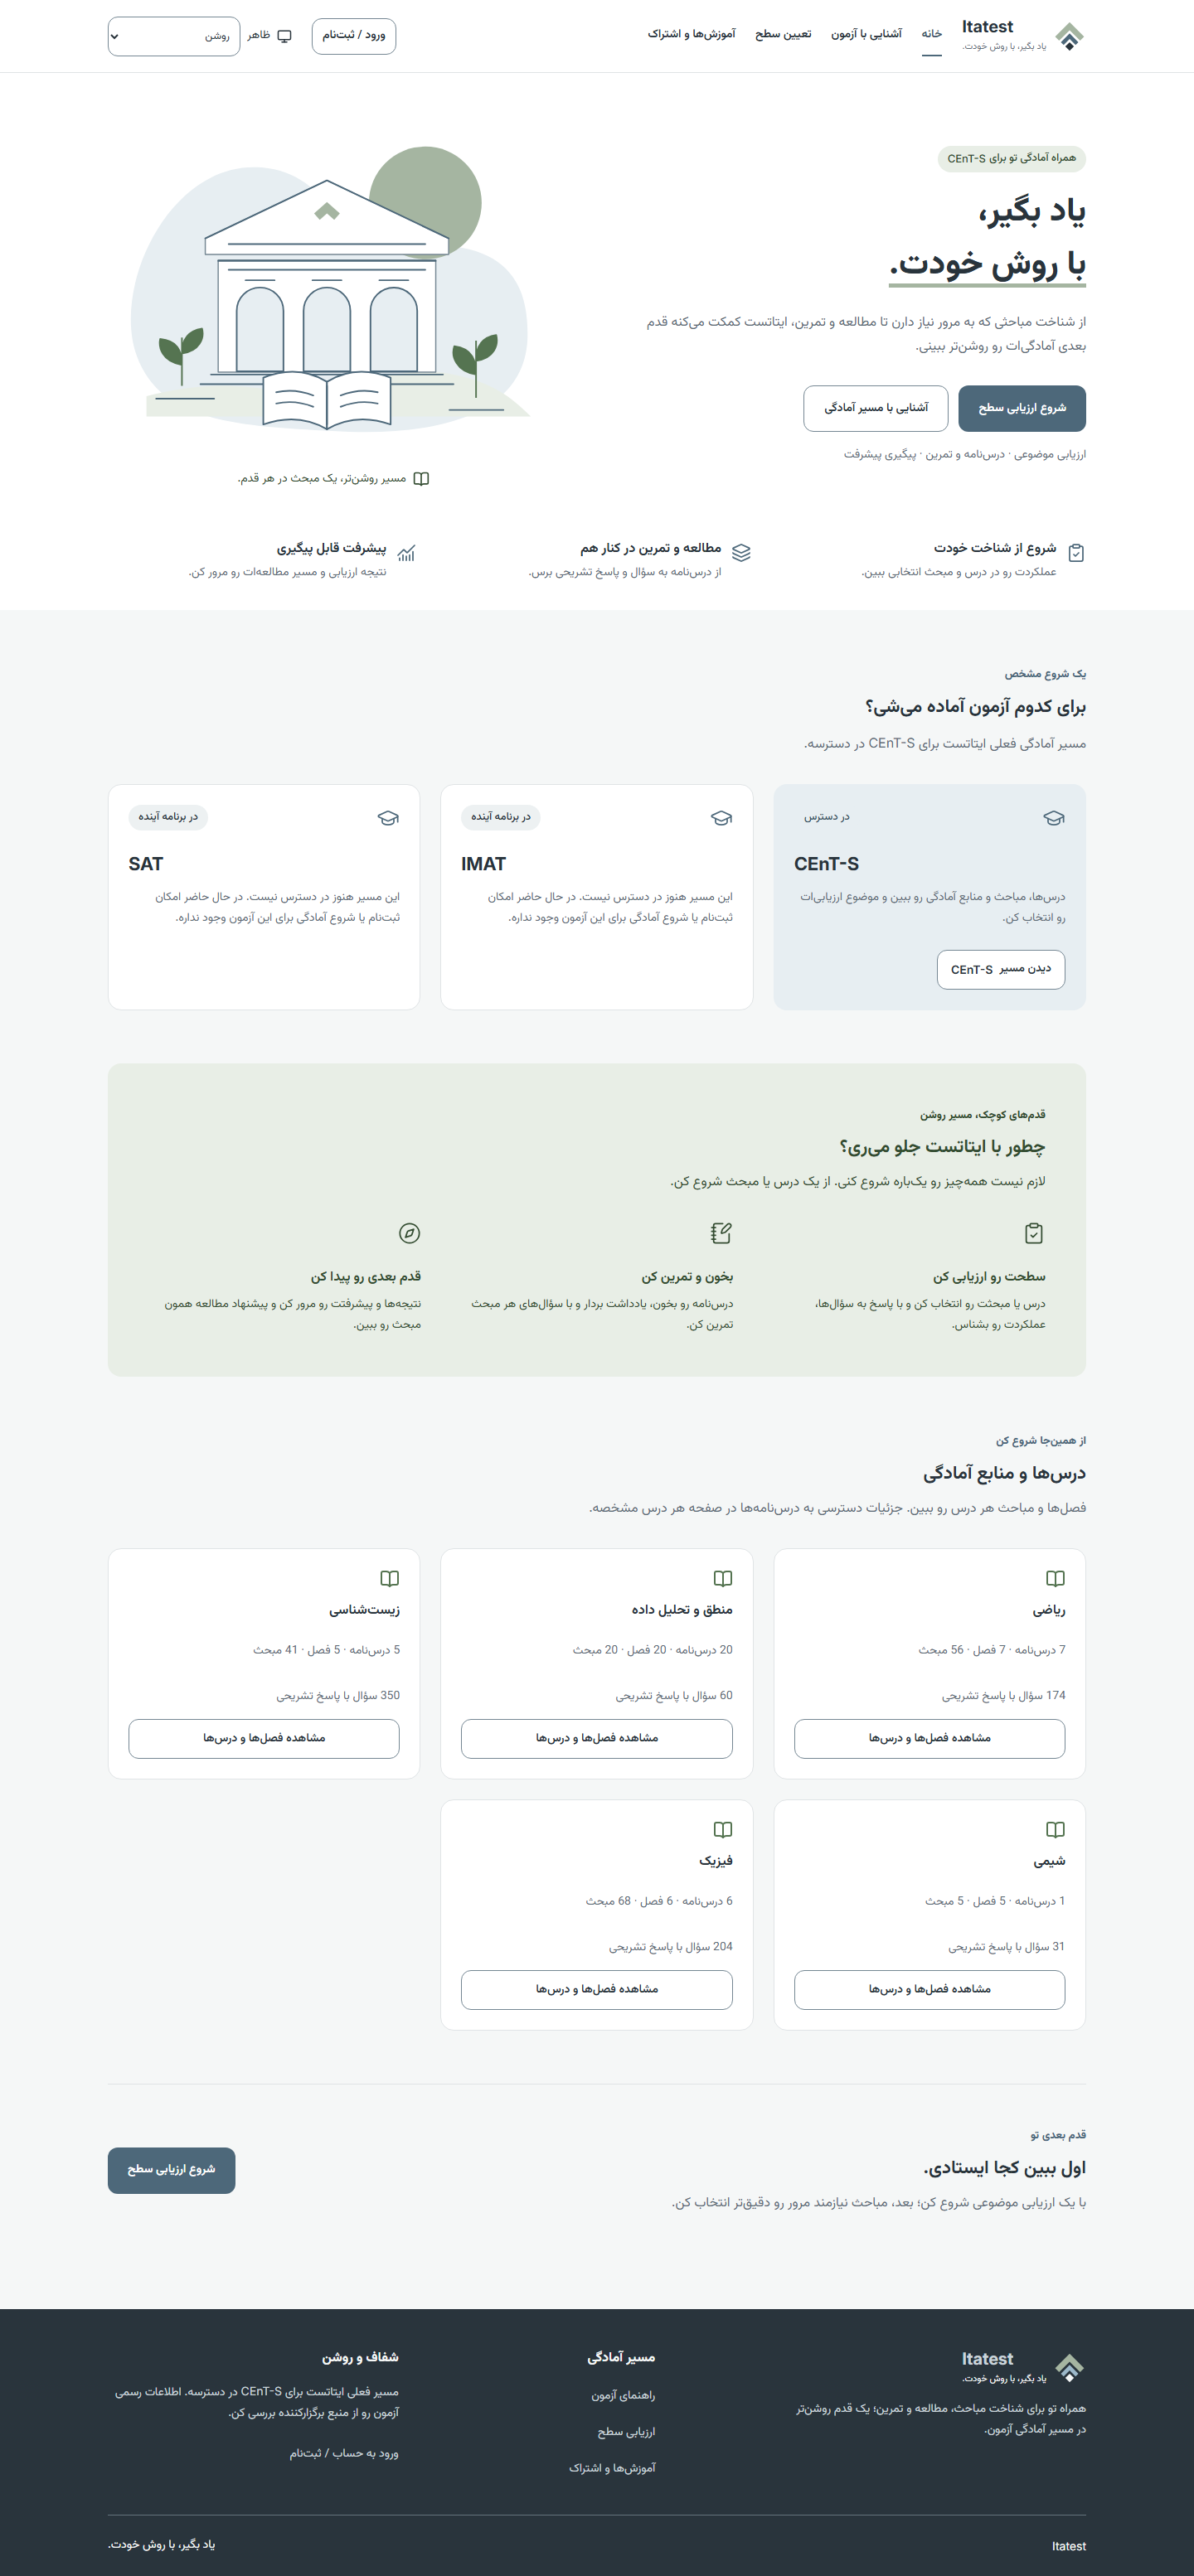 Itatest
یاد بگیر، با روش خودت.
خانه
آشنایی با آزمون
تعیین سطح
آموزش‌ها و اشتراک
ورود / ثبت‌نام
ظاهر
روشن
همراه آمادگی تو برای CEnT-S
یاد بگیر،
با روش خودت.
از شناخت مباحثی که به مرور نیاز دارن تا مطالعه و تمرین، ایتاتست کمکت می‌کنه قدم
بعدی آمادگی‌ات رو روشن‌تر ببینی.
شروع ارزیابی سطح
آشنایی با مسیر آمادگی
ارزیابی موضوعی · درس‌نامه و تمرین · پیگیری پیشرفت
مسیر روشن‌تر، یک مبحث در هر قدم.
شروع از شناخت خودت
عملکردت رو در درس و مبحث انتخابی ببین.
مطالعه و تمرین در کنار هم
از درس‌نامه به سؤال و پاسخ تشریحی برس.
پیشرفت قابل پیگیری
نتیجه ارزیابی و مسیر مطالعه‌ات رو مرور کن.
یک شروع مشخص
برای کدوم آزمون آماده می‌شی؟
مسیر آمادگی فعلی ایتاتست برای CEnT-S در دسترسه.
در دسترس
CEnT-S
درس‌ها، مباحث و منابع آمادگی رو ببین و موضوع ارزیابی‌ات
رو انتخاب کن.
دیدن مسیر CEnT-S
در برنامه آینده
IMAT
این مسیر هنوز در دسترس نیست. در حال حاضر امکان
ثبت‌نام یا شروع آمادگی برای این آزمون وجود نداره.
در برنامه آینده
SAT
این مسیر هنوز در دسترس نیست. در حال حاضر امکان
ثبت‌نام یا شروع آمادگی برای این آزمون وجود نداره.
قدم‌های کوچک، مسیر روشن
چطور با ایتاتست جلو می‌ری؟
لازم نیست همه‌چیز رو یک‌باره شروع کنی. از یک درس یا مبحث شروع کن.
سطحت رو ارزیابی کن
درس یا مبحثت رو انتخاب کن و با پاسخ به سؤال‌ها،
عملکردت رو بشناس.
بخون و تمرین کن
درس‌نامه رو بخون، یادداشت بردار و با سؤال‌های هر مبحث
تمرین کن.
قدم بعدی رو پیدا کن
نتیجه‌ها و پیشرفتت رو مرور کن و پیشنهاد مطالعه همون
مبحث رو ببین.
از همین‌جا شروع کن
درس‌ها و منابع آمادگی
فصل‌ها و مباحث هر درس رو ببین. جزئیات دسترسی به درس‌نامه‌ها در صفحه هر درس مشخصه.
ریاضی
7 درس‌نامه · 7 فصل · 56 مبحث
174 سؤال با پاسخ تشریحی
مشاهده فصل‌ها و درس‌ها
منطق و تحلیل داده
20 درس‌نامه · 20 فصل · 20 مبحث
60 سؤال با پاسخ تشریحی
مشاهده فصل‌ها و درس‌ها
زیست‌شناسی
5 درس‌نامه · 5 فصل · 41 مبحث
350 سؤال با پاسخ تشریحی
مشاهده فصل‌ها و درس‌ها
شیمی
1 درس‌نامه · 5 فصل · 5 مبحث
31 سؤال با پاسخ تشریحی
مشاهده فصل‌ها و درس‌ها
فیزیک
6 درس‌نامه · 6 فصل · 68 مبحث
204 سؤال با پاسخ تشریحی
مشاهده فصل‌ها و درس‌ها
قدم بعدی تو
اول ببین کجا ایستادی.
با یک ارزیابی موضوعی شروع کن؛ بعد، مباحث نیازمند مرور رو دقیق‌تر انتخاب کن.
شروع ارزیابی سطح
Itatest
یاد بگیر، با روش خودت.
همراه تو برای شناخت مباحث، مطالعه و تمرین؛ یک قدم روشن‌تر
در مسیر آمادگی آزمون.
مسیر آمادگی
راهنمای آزمون
ارزیابی سطح
آموزش‌ها و اشتراک
شفاف و روشن
مسیر فعلی ایتاتست برای CEnT-S در دسترسه. اطلاعات رسمی
آزمون رو از منبع برگزارکننده بررسی کن.
ورود به حساب / ثبت‌نام
Itatest
یاد بگیر، با روش خودت.